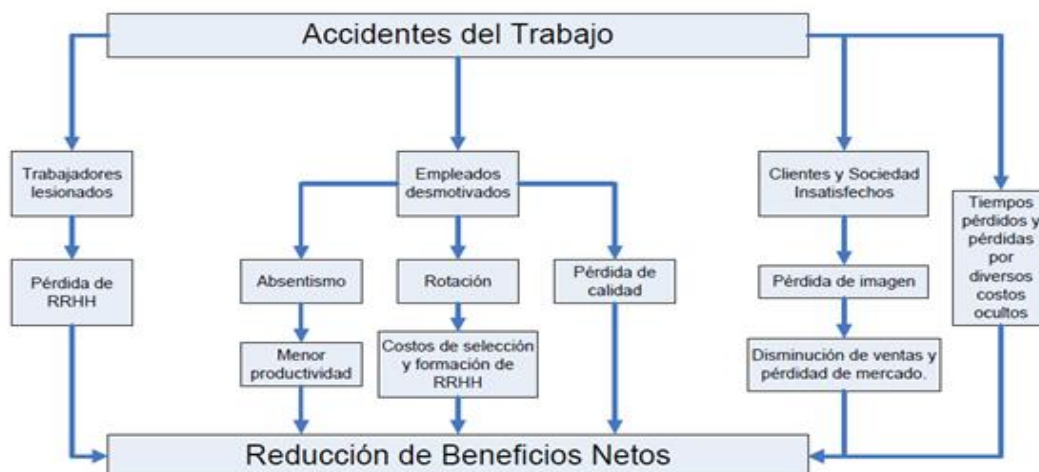 Accidentes del Trabajo
Trabajadores
lesionados
Empleados
desmotivados
Clientes y Sociedad
Insatisfechos
Tiempos
pérdidos y
pérdidas
por
diversos
costos
ocultos
Pérdida de
RRHH
Absentismo
Rotación
Pérdida de
calidad
Pérdida de imagen
Menor
productividad
Costos de selección
y formación de
RRHH
Disminución de ventas y
pérdidad de mercado.
Reducción de Beneficios Netos